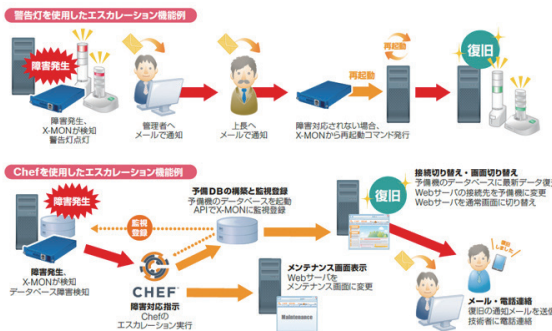 警告灯を使用したエスカレーション機能例
障害発生
障害発生、
X-MONが検知
警告灯点灯
管理者へ
メールで通知
上長へ
メールで通知
再起動
障害対応されない場合、
X-MONから再起動コマンド発行
再起動
復旧
Chefを使用したエスカレーション機能例
障害発生
障害発生、
X-MONが検知
データベース障害検知
監視
登録
CHEF
障害対応指示
Chefの
エスカレーション実行
予備DBの構築と監視登録
予備機のデータベースを起動
APIでX-MONに監視登録
メンテナンス画面表示
Webサーバを
メンテナンス画面に変更
Maintenance
復旧
接続切り替え・画面切り替え
予備機のデータベースに最新データ復元
Webサーバの接続先を予備機に変更
Webサーバを通常画面に切り替え
復旧
しました
メール・電話連絡
復旧の通知メールを送信
技術者に電話連絡